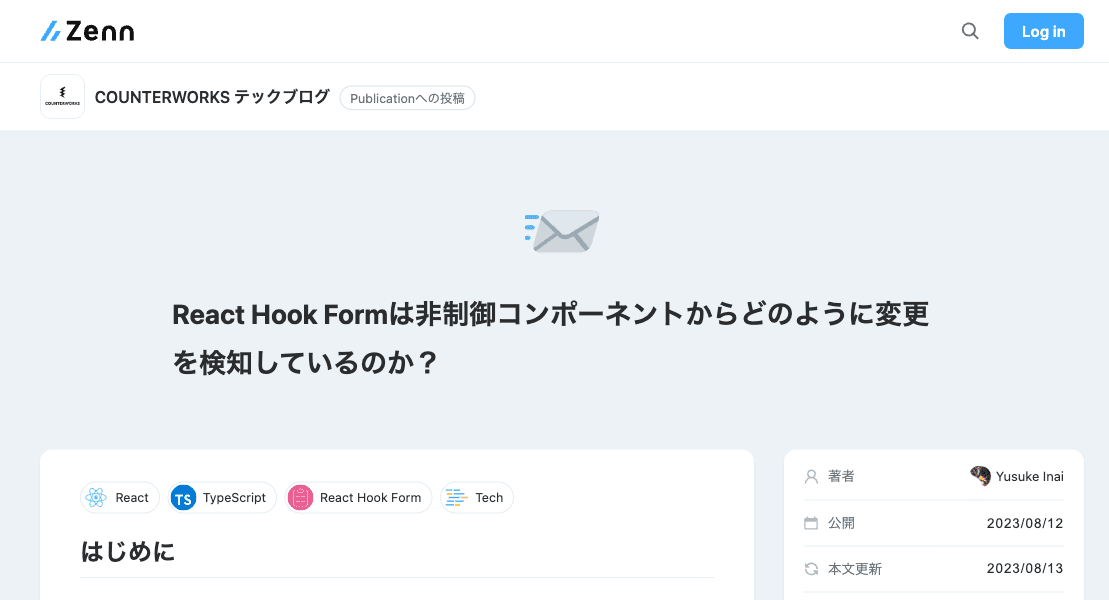 Zenn
Log in
COUNTERWORKS
COUNTERWORKS テックブログ
Publicationへの投稿
React Hook Formは非制御コンポーネントからどのように変更
を検知しているのか？
React
TS
TypeScript
React Hook Form
Tech
はじめに
著者
Yusuke Inai
公開
2023/08/12
本文更新
2023/08/13